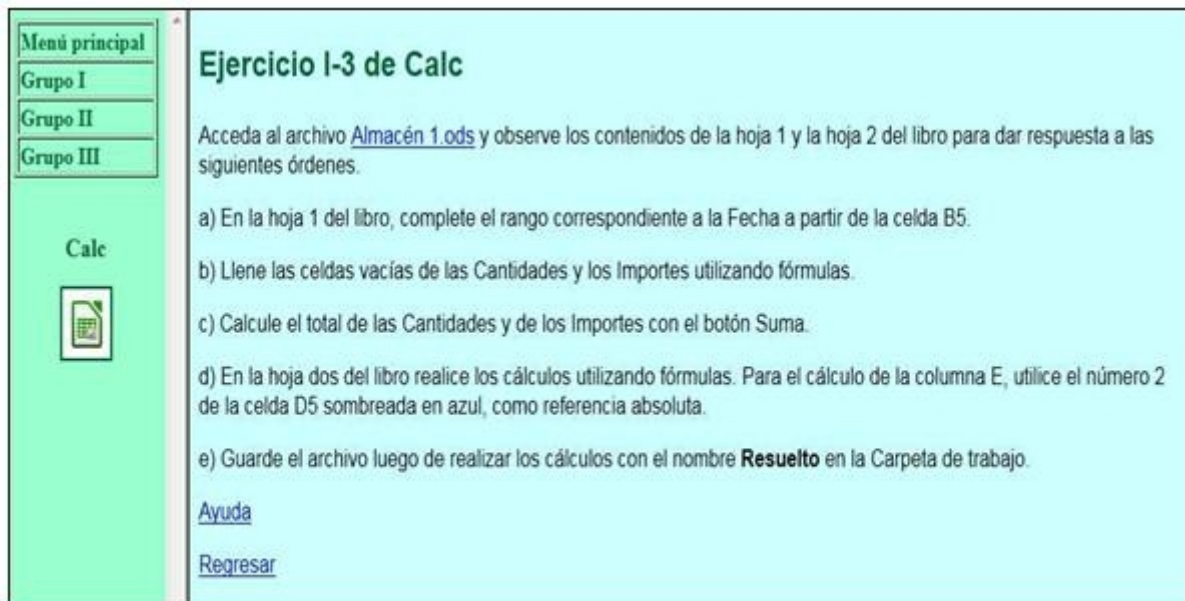 Menú principal
Grupo I
Grupo II
Grupo III
Calc
Ejercicio I-3 de Calc
Acceda al archivo Almacén 1.ods y observe los contenidos de la hoja 1 y la hoja 2 del libro para dar respuesta a las
siguientes órdenes.
a) En la hoja 1 del libro, complete el rango correspondiente a la Fecha a partir de la celda B5.
b) Llene las celdas vacías de las Cantidades y los Importes utilizando fórmulas.
c) Calcule el total de las Cantidades y de los Importes con el botón Suma.
d) En la hoja dos del libro realice los cálculos utilizando fórmulas. Para el cálculo de la columna E, utilice el número 2
de la celda D5 sombreada en azul, como referencia absoluta.
e) Guarde el archivo luego de realizar los cálculos con el nombre Resuelto en la Carpeta de trabajo.
Ayuda
Regresar